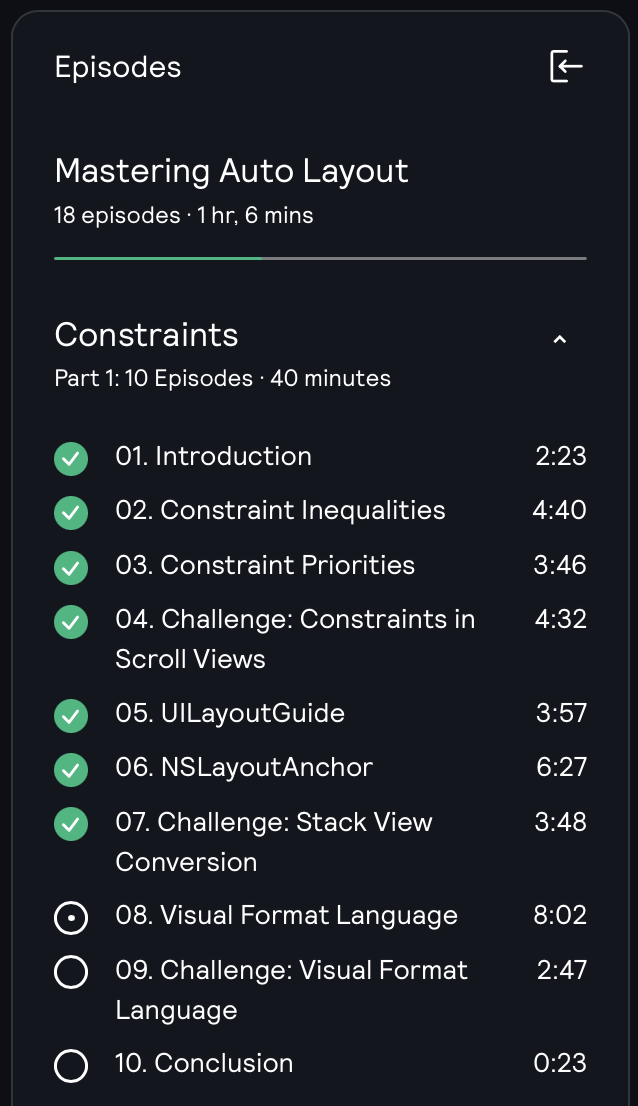 Episodes
Mastering Auto Layout
18 episodes · 1 hr, 6 mins
Constraints
Part 1: 10 Episodes · 40 minutes
01. Introduction 2:23
02. Constraint Inequalities 4:40
03. Constraint Priorities 3:46
04. Challenge: Constraints in 4:32
Scroll Views
05. UILayoutGuide 3:57
06. NSLayoutAnchor 6:27
07. Challenge: Stack View 3:48
Conversion
08. Visual Format Language 8:02
09. Challenge: Visual Format 2:47
Language
10. Conclusion 0:23